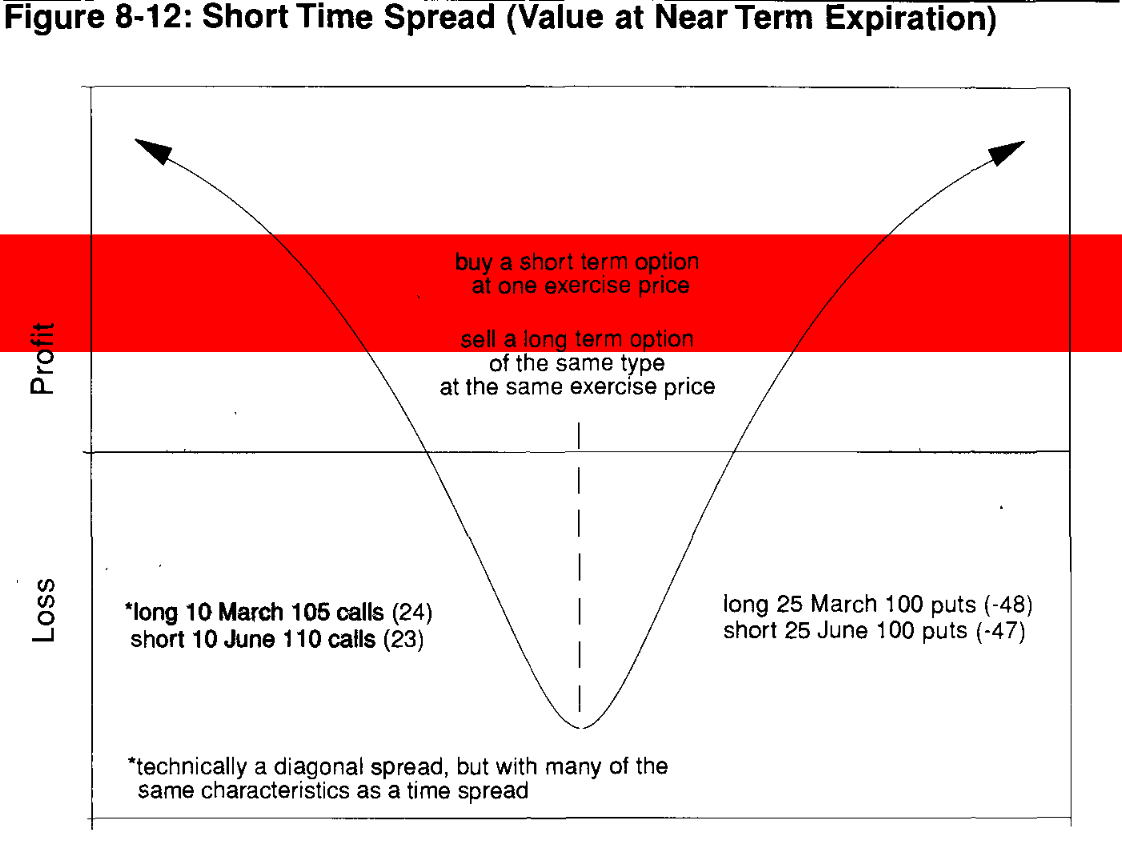 Figure 8-12: Short Time Spread (Value at Near Term Expiration)
buy a short term option
at one exercise price
sell a long term option
of the same type
at the same exercise price
Profit
Loss
*long 10 March 105 calls (24)
short 10 June 110 calls (23)
long 25 March 100 puts (-48)
short 25 June 100 puts (-47)
*technically a diagonal spread, but with many of the
same characteristics as a time spread